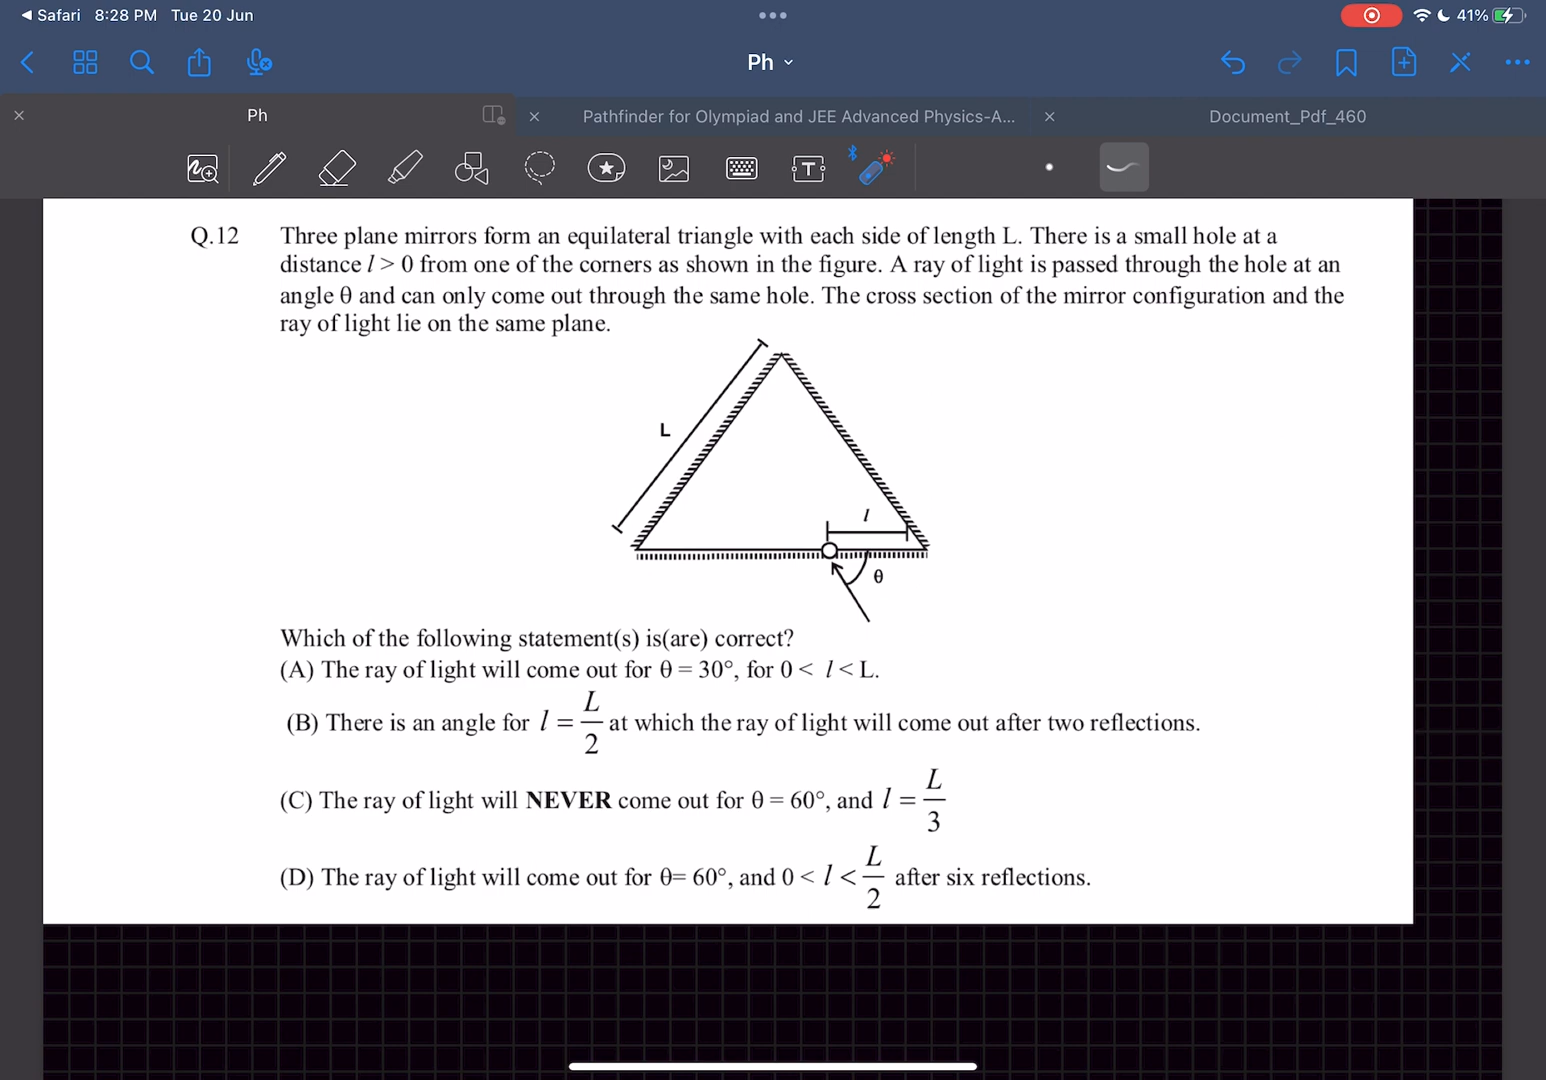 Safari 8:28 PM Tue 20 Jun
41%
Ph
Ph
Pathfinder for Olympiad and JEE Advanced Physics-A...
Document_Pdf_460
Q.12 Three plane mirrors form an equilateral triangle with each side of length L. There is a small hole at a
distance l > 0 from one of the corners as shown in the figure. A ray of light is passed through the hole at an
angle θ and can only come out through the same hole. The cross section of the mirror configuration and the
ray of light lie on the same plane.
L
l
θ
Which of the following statement(s) is(are) correct?
(A) The ray of light will come out for θ = 30°, for 0 < l < L.
(B) There is an angle for l = L/2 at which the ray of light will come out after two reflections.
(C) The ray of light will NEVER come out for θ = 60°, and l = L/3
(D) The ray of light will come out for θ= 60°, and 0 < l < L/2 after six reflections.